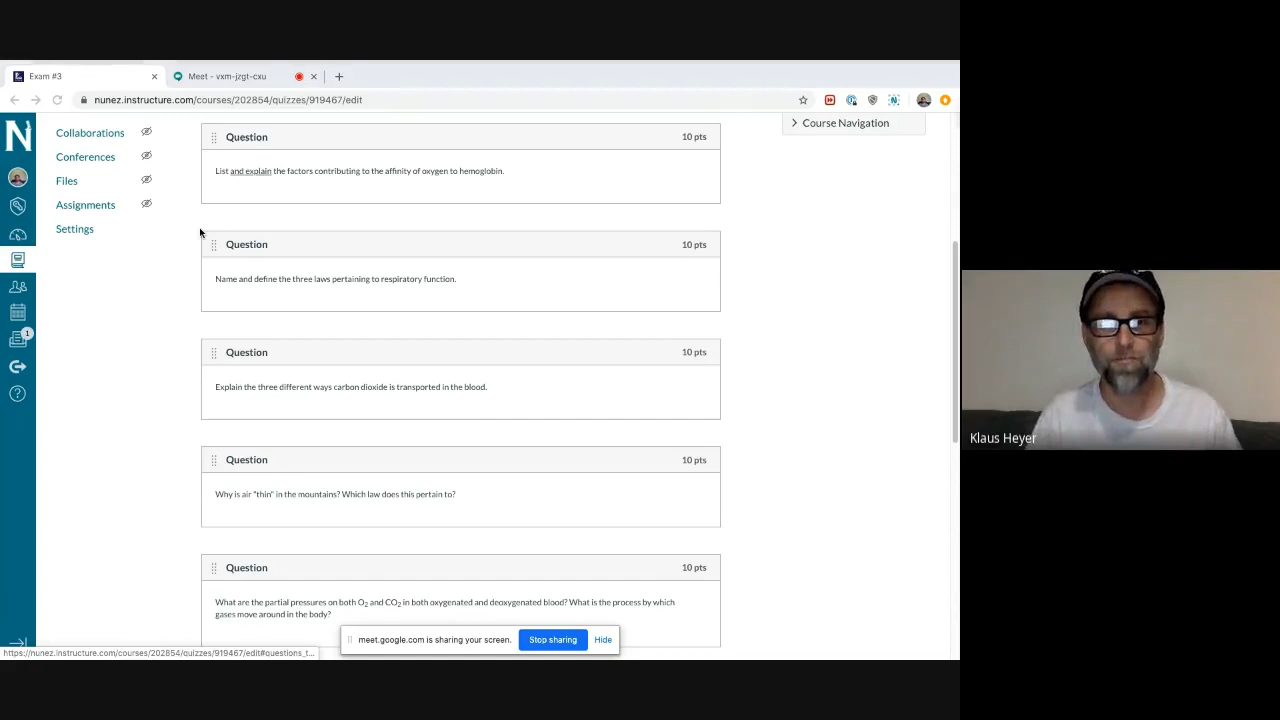 Exam #3
Meet - vxm-jzgt-cxu
nunez.instructure.com/courses/202854/quizzes/919467/edit
N
Collaborations
Conferences
Files
Assignments
Settings
1
Course Navigation
Question 10 pts
List and explain the factors contributing to the affinity of oxygen to hemoglobin.
Question 10 pts
Name and define the three laws pertaining to respiratory function.
Question 10 pts
Explain the three different ways carbon dioxide is transported in the blood.
Question 10 pts
Why is air "thin" in the mountains? Which law does this pertain to?
Question 10 pts
What are the partial pressures on both O2 and CO2 in both oxygenated and deoxygenated blood? What is the process by which
gases move around in the body?
meet.google.com is sharing your screen. Stop sharing Hide
https://nunez.instructure.com/courses/202854/quizzes/919467/edit#questions_t...
Klaus Heyer